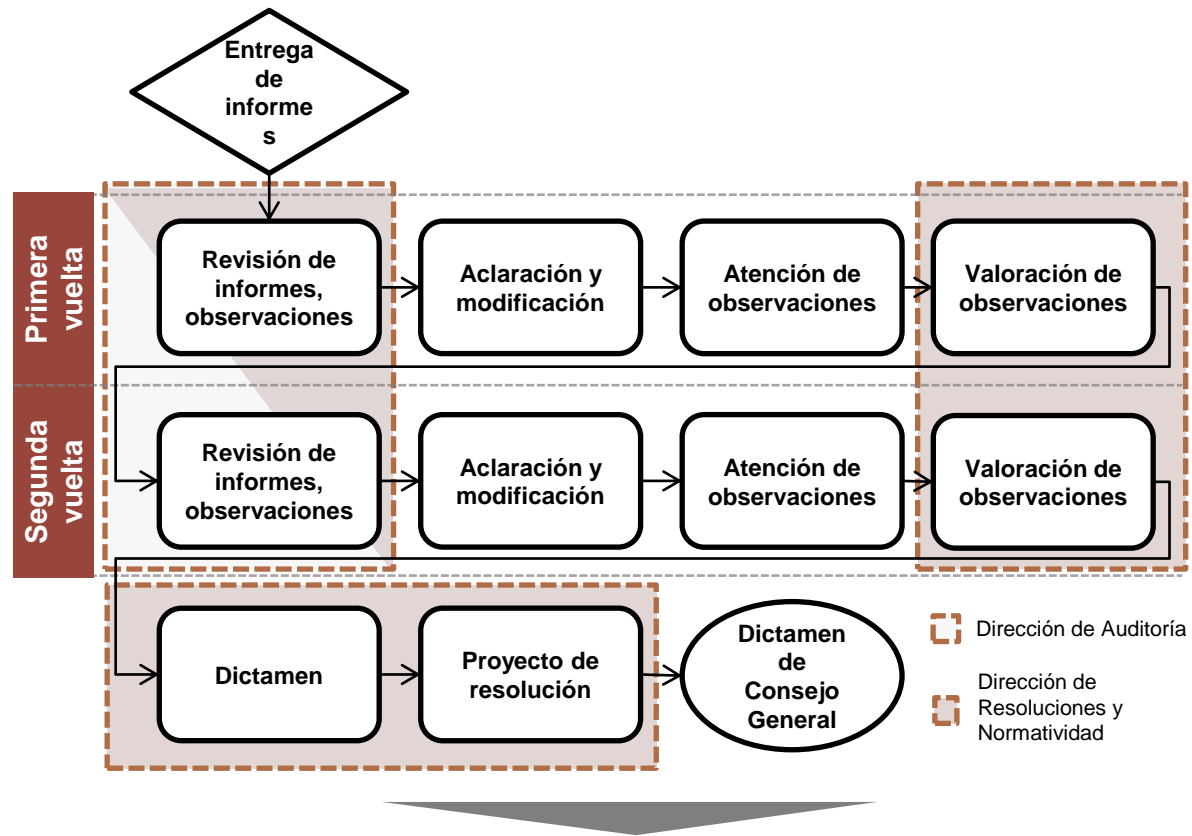 Entrega
de
informe
s
Primera
vuelta
Revisión de
informes,
observaciones
Aclaración y
modificación
Atención de
observaciones
Valoración de
observaciones
Segunda
vuelta
Revisión de
informes,
observaciones
Aclaración y
modificación
Atención de
observaciones
Valoración de
observaciones
Dictamen
Proyecto de
resolución
Dictamen
de
Consejo
General
Dirección de Auditoría
Dirección de
Resoluciones y
Normatividad